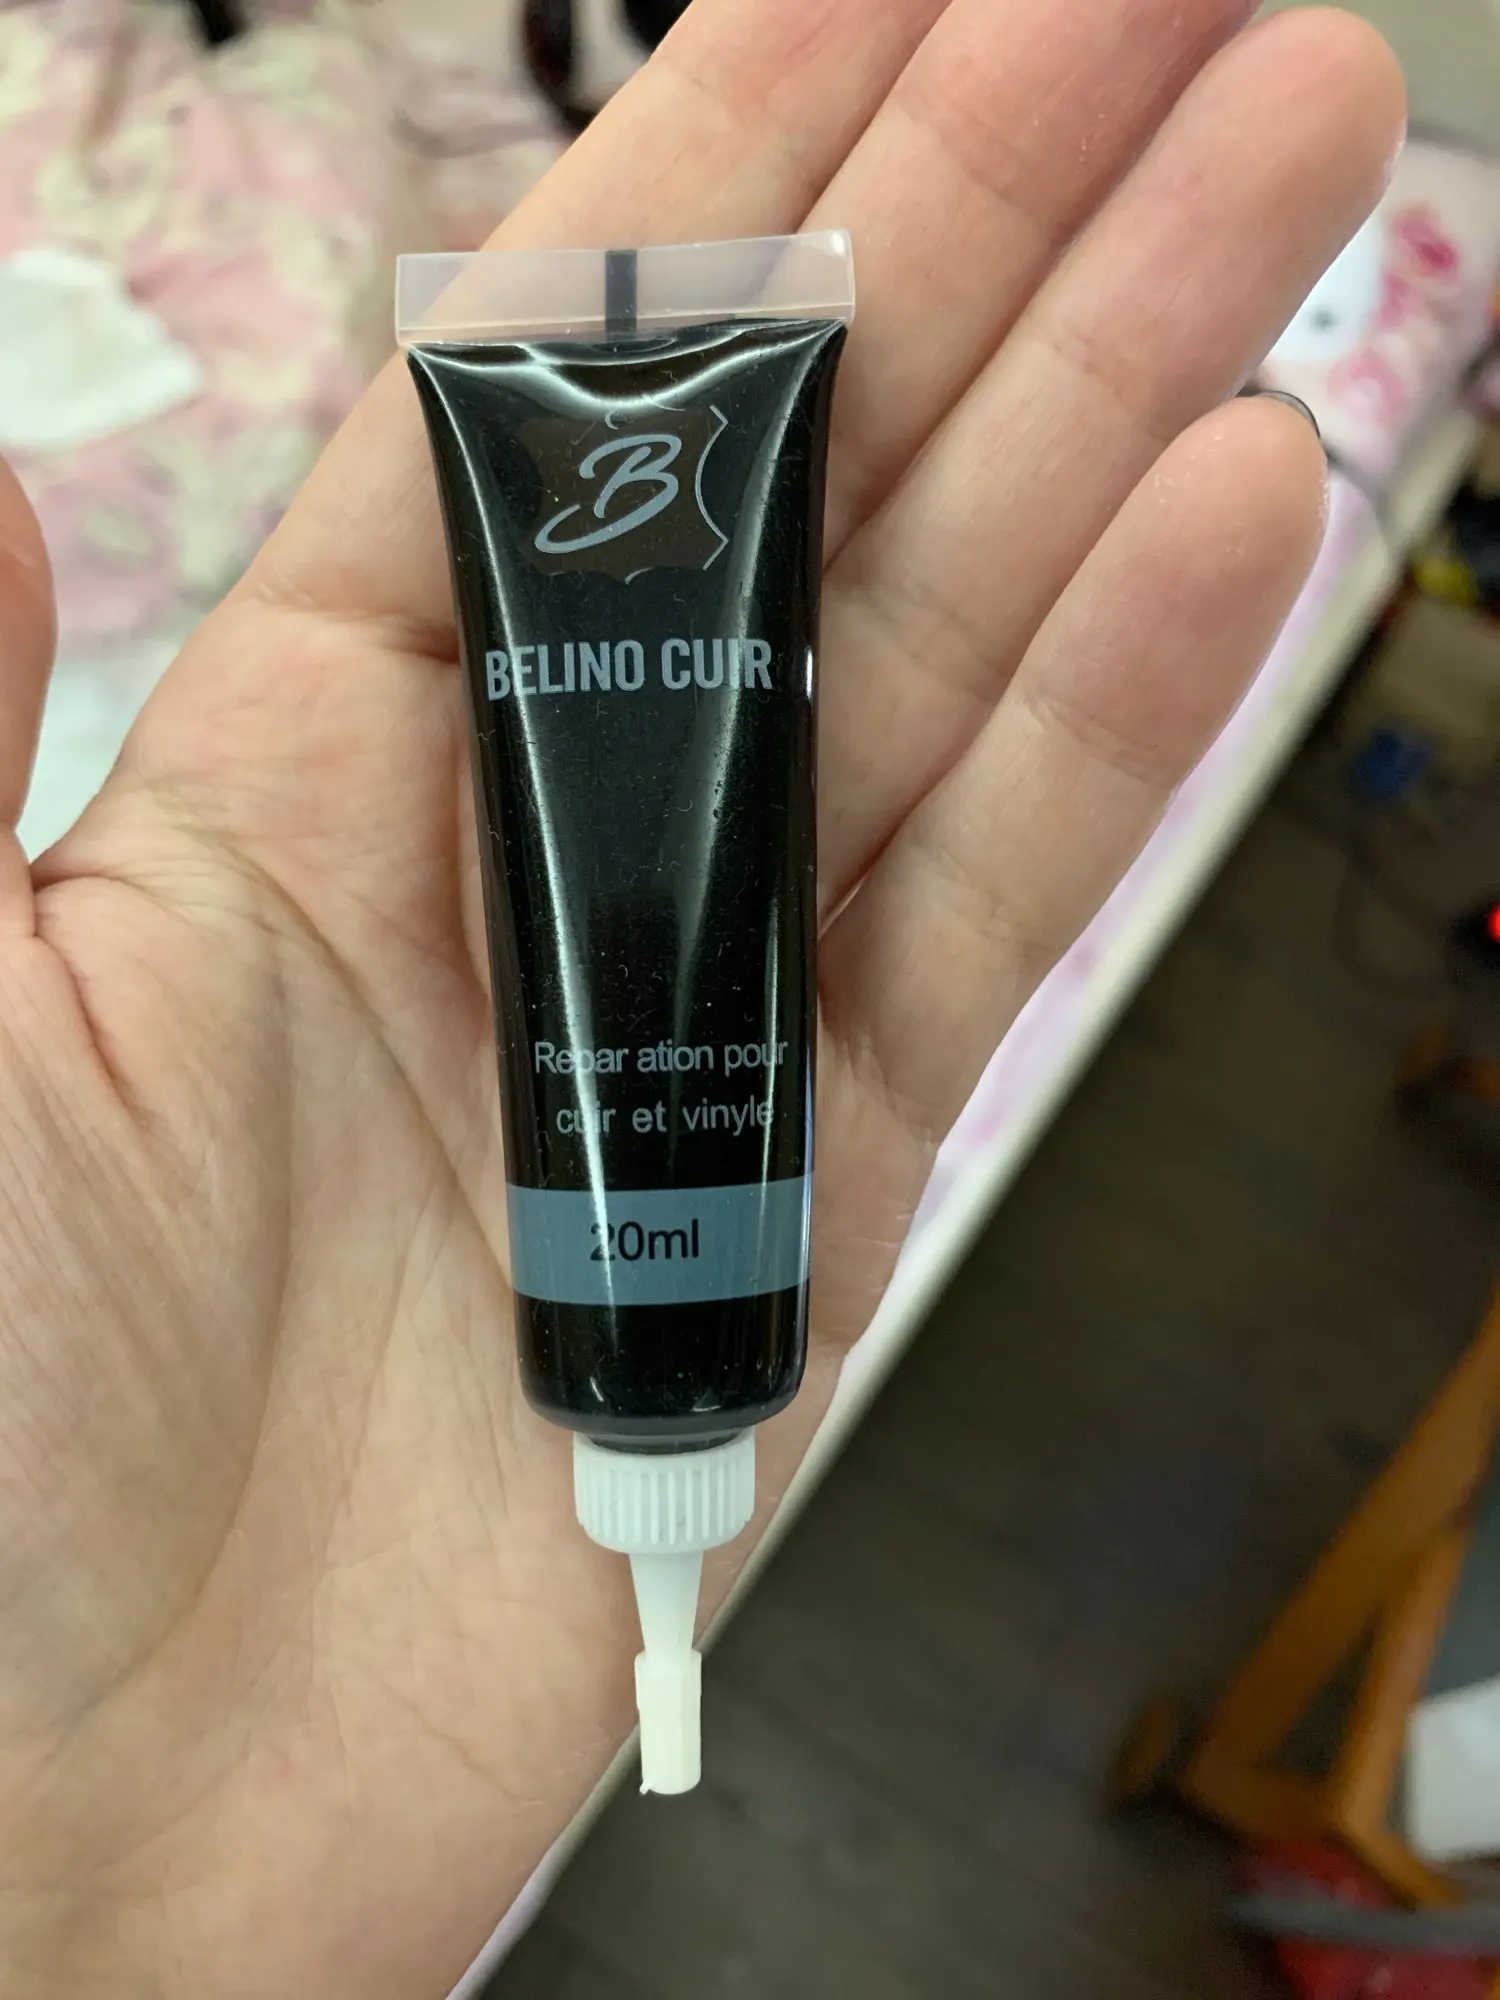 B
BELINO CUIR
Repar ation pour
cuir et vinyle
20ml